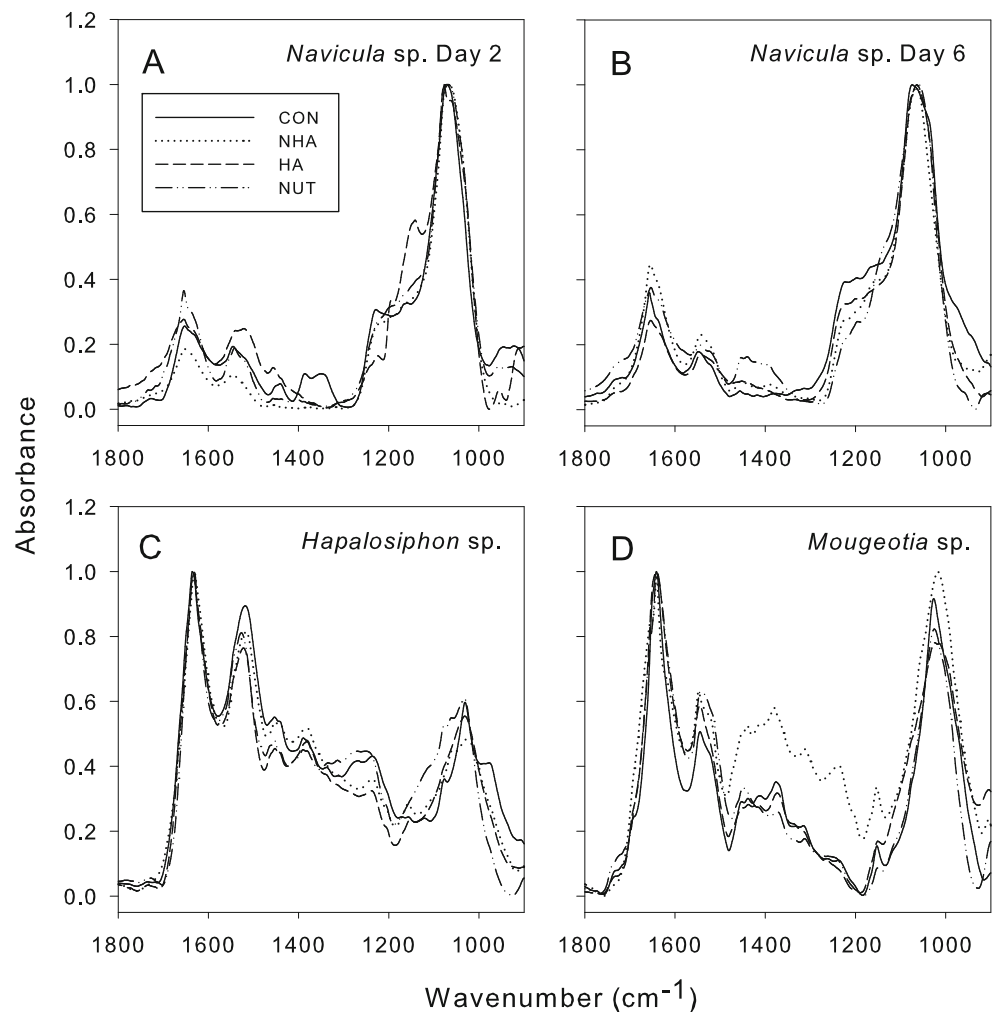 A
Navicula sp. Day 2
CON
NHA
HA
NUT
1.2
1.0
0.8
0.6
0.4
0.2
0.0
1800 1600 1400 1200 1000
B
Navicula sp. Day 6
1800 1600 1400 1200 1000
Absorbance
C
Hapalosiphon sp.
1.2
1.0
0.8
0.6
0.4
0.2
0.0
1800 1600 1400 1200 1000
D
Mougeotia sp.
1800 1600 1400 1200 1000
Wavenumber (cm⁻¹)